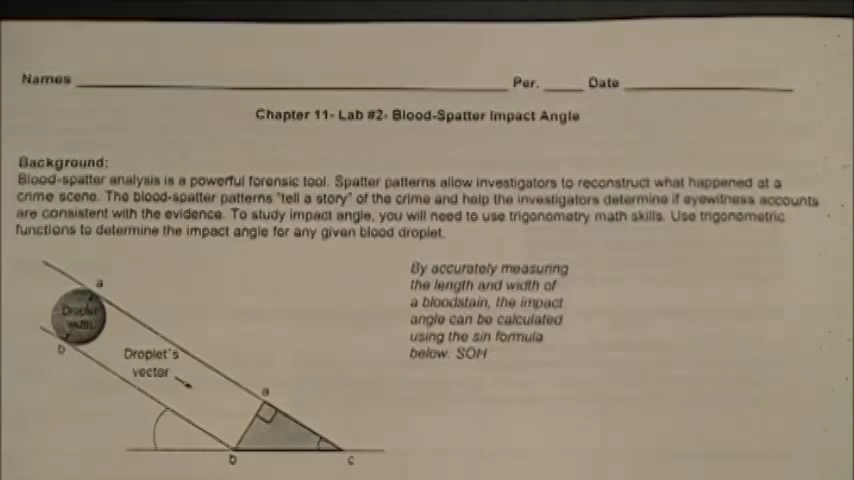 Names ____ Per. ____ Date ____
Chapter 11- Lab #2- Blood-Spatter Impact Angle
Background:
Blood-spatter analysis is a powerful forensic tool. Spatter patterns allow investigators to reconstruct what happened at a
crime scene. The blood-spatter patterns "tell a story" of the crime and help the investigators determine if eyewitness accounts
are consistent with the evidence. To study impact angle, you will need to use trigonometry math skills. Use trigonometric
functions to determine the impact angle for any given blood droplet.
By accurately measuring
the length and width of
a bloodstain, the impact
angle can be calculated
using the sin formula
below. SOH
a
Droplet
width
b
Droplet's
vector
a
b
c